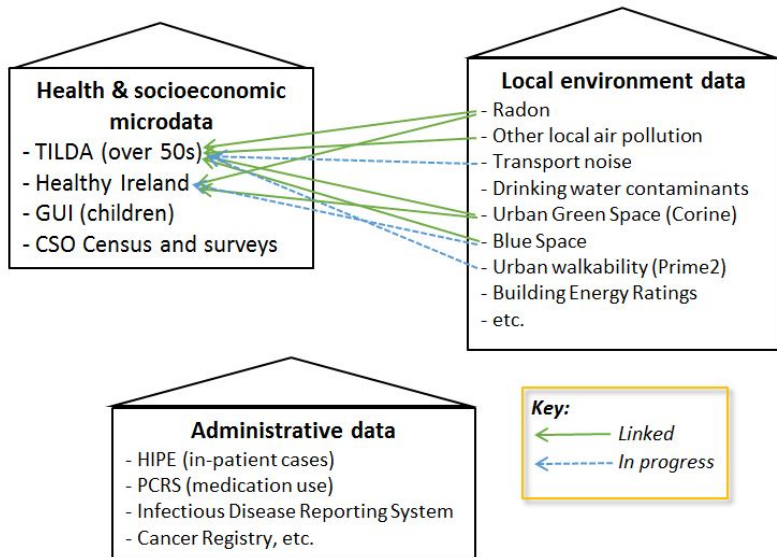 Health & socioeconomic
microdata
- TILDA (over 50s)
- Healthy Ireland
- GUI (children)
- CSO Census and surveys
Local environment data
- Radon
- Other local air pollution
- Transport noise
- Drinking water contaminants
- Urban Green Space (Corine)
- Blue Space
- Urban walkability (Prime2)
- Building Energy Ratings
- etc.
Administrative data
- HIPE (in-patient cases)
- PCRS (medication use)
- Infectious Disease Reporting System
- Cancer Registry, etc.
Key:
Linked
In progress